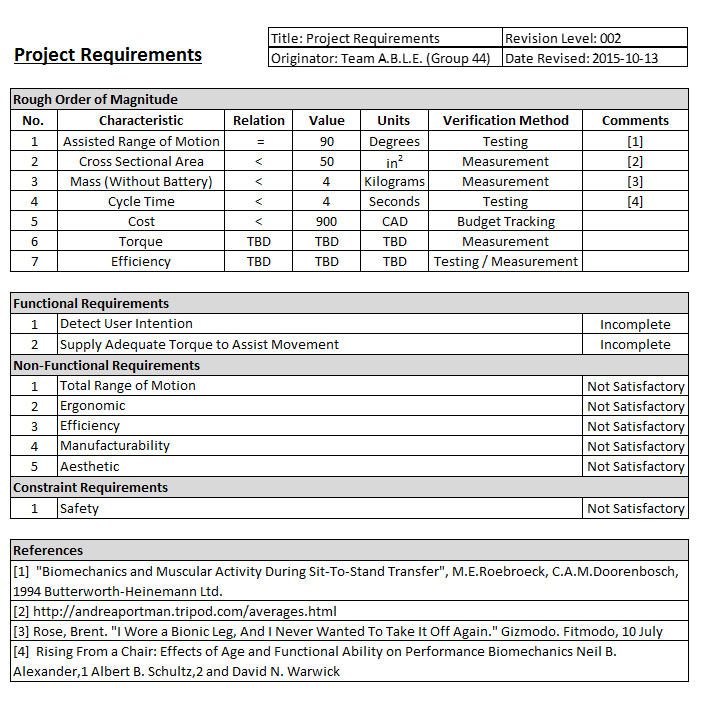 Project Requirements
Title: Project Requirements Revision Level: 002
Originator: Team A.B.L.E. (Group 44) Date Revised: 2015-10-13
Rough Order of Magnitude
No. Characteristic Relation Value Units Verification Method Comments
1 Assisted Range of Motion = 90 Degrees Testing [1]
2 Cross Sectional Area < 50 in² Measurement [2]
3 Mass (Without Battery) < 4 Kilograms Measurement [3]
4 Cycle Time < 4 Seconds Testing [4]
5 Cost < 900 CAD Budget Tracking
6 Torque TBD TBD TBD Measurement
7 Efficiency TBD TBD TBD Testing / Measurement
Functional Requirements
1 Detect User Intention Incomplete
2 Supply Adequate Torque to Assist Movement Incomplete
Non-Functional Requirements
1 Total Range of Motion Not Satisfactory
2 Ergonomic Not Satisfactory
3 Efficiency Not Satisfactory
4 Manufacturability Not Satisfactory
5 Aesthetic Not Satisfactory
Constraint Requirements
1 Safety Not Satisfactory
References
[1] "Biomechanics and Muscular Activity During Sit-To-Stand Transfer", M.E.Roebroeck, C.A.M.Doorenbosch,
1994 Butterworth-Heinemann Ltd.
[2] http://andreaportman.tripod.com/averages.html
[3] Rose, Brent. "I Wore a Bionic Leg, And I Never Wanted To Take It Off Again." Gizmodo. Fitmodo, 10 July
[4] Rising From a Chair: Effects of Age and Functional Ability on Performance Biomechanics Neil B.
Alexander,1 Albert B. Schultz,2 and David N. Warwick